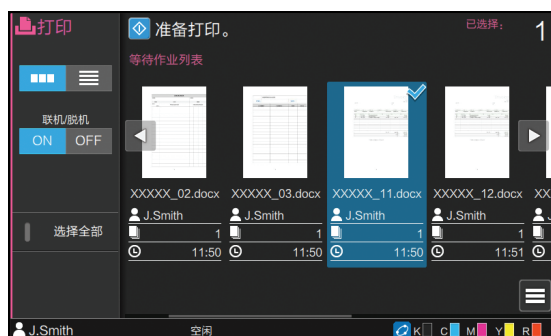 打印
准备打印。
已选择：
1
等待作业列表
联机/脱机
ON OFF
选择全部
XXXXX_02.docx XXXXX_03.docx XXXXX_11.docx XXXXX_12.docx XX
J.Smith J.Smith J.Smith J.Smith J.
1 1 1 1
11:50 11:50 11:50 11:51
J.Smith 空闲 K C M Y R